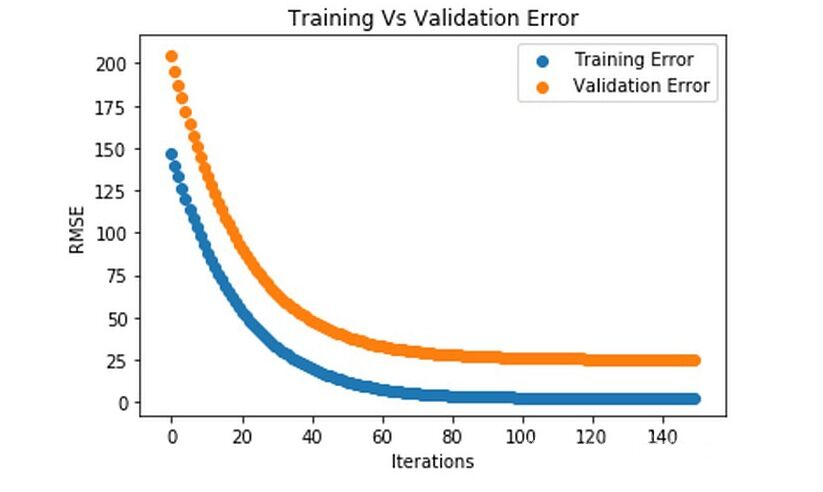 Training Vs Validation Error
Training Error
Validation Error
200
175
150
125
100
75
50
25
0
RMSE
0 20 40 60 80 100 120 140
Iterations